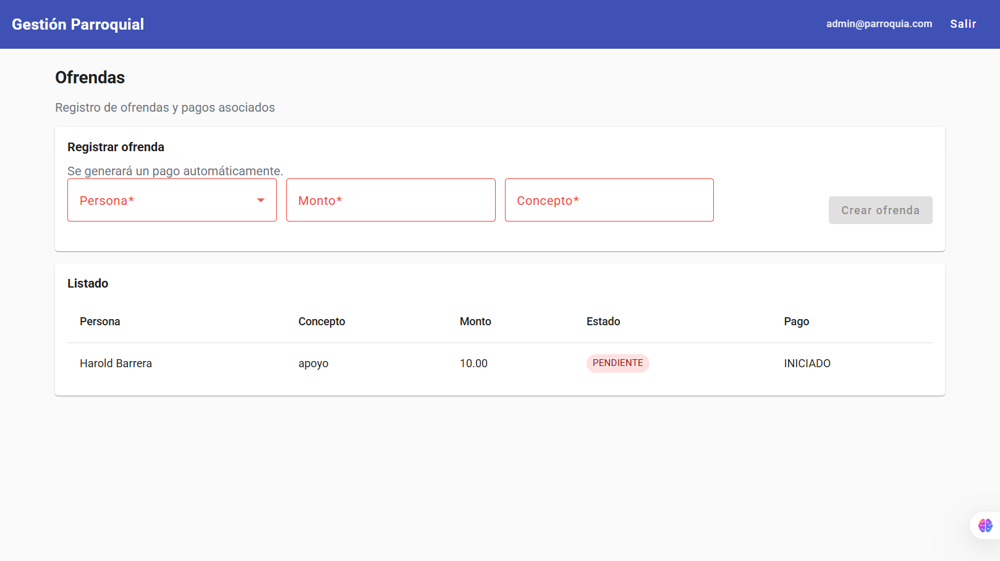 Gestión Parroquial
admin@parroquia.com Salir
Ofrendas
Registro de ofrendas y pagos asociados
Registrar ofrenda
Se generará un pago automáticamente.
Persona* Monto* Concepto* Crear ofrenda
Listado
Persona Concepto Monto Estado Pago
Harold Barrera apoyo 10.00 PENDIENTE INICIADO